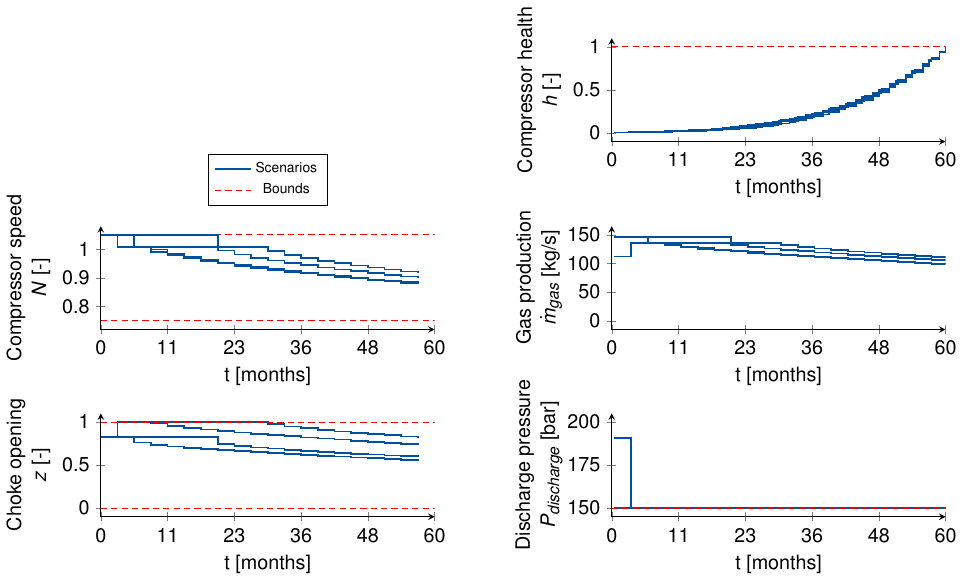 Scenarios
Bounds
Compressor health
h [-]
1
0.5
0
0 11 23 36 48 60
t [months]
Compressor speed
N [-]
1
0.9
0.8
0 11 23 36 48 60
t [months]
Gas production
ṁgas [kg/s]
150
100
50
0
0 11 23 36 48 60
t [months]
Choke opening
z [-]
1
0.5
0
0 11 23 36 48 60
t [months]
Discharge pressure
Pdischarge [bar]
200
175
150
0 11 23 36 48 60
t [months]